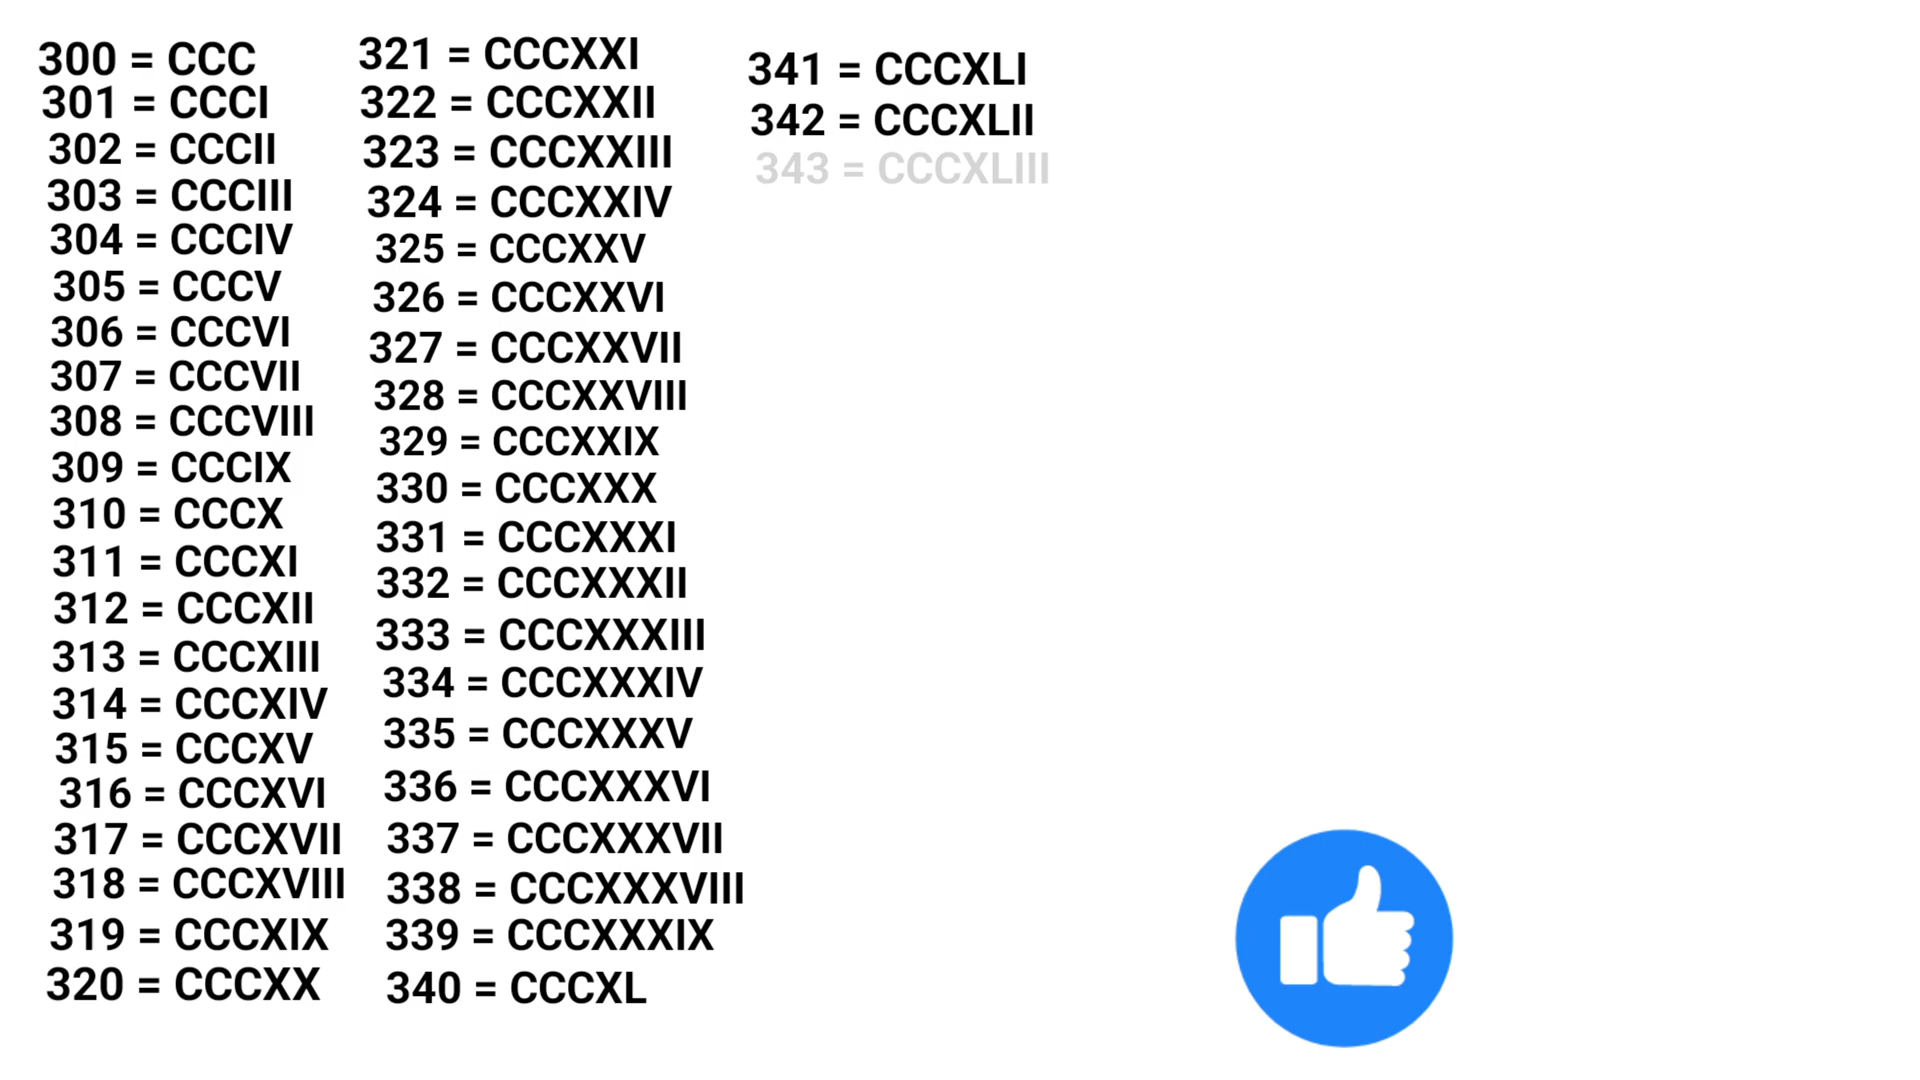 300 = CCC
301 = CCCI
302 = CCCII
303 = CCCIII
304 = CCCIV
305 = CCCV
306 = CCCVI
307 = CCCVII
308 = CCCVIII
309 = CCCIX
310 = CCCX
311 = CCCXI
312 = CCCXII
313 = CCCXIII
314 = CCCXIV
315 = CCCXV
316 = CCCXVI
317 = CCCXVII
318 = CCCXVIII
319 = CCCXIX
320 = CCCXX
321 = CCCXXI
322 = CCCXXII
323 = CCCXXIII
324 = CCCXXIV
325 = CCCXXV
326 = CCCXXVI
327 = CCCXXVII
328 = CCCXXVIII
329 = CCCXXIX
330 = CCCXXX
331 = CCCXXXI
332 = CCCXXXII
333 = CCCXXXIII
334 = CCCXXXIV
335 = CCCXXXV
336 = CCCXXXVI
337 = CCCXXXVII
338 = CCCXXXVIII
339 = CCCXXXIX
340 = CCCXL
341 = CCCXLI
342 = CCCXLII
343 = CCCXLIII